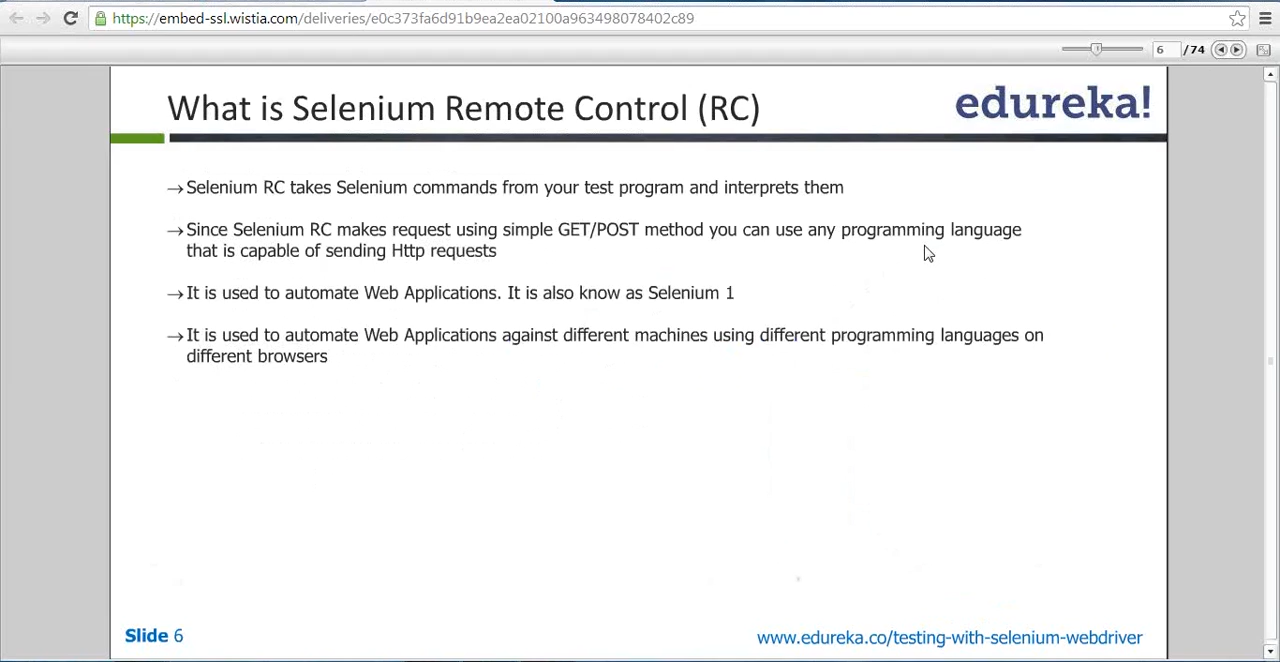 https://embed-ssl.wistia.com/deliveries/e0c373fa6d91b9ea2ea02100a963498078402c89
6 /74
What is Selenium Remote Control (RC)
edureka!
→Selenium RC takes Selenium commands from your test program and interprets them
→Since Selenium RC makes request using simple GET/POST method you can use any programming language
that is capable of sending Http requests
→It is used to automate Web Applications. It is also know as Selenium 1
→It is used to automate Web Applications against different machines using different programming languages on
different browsers
Slide 6
www.edureka.co/testing-with-selenium-webdriver